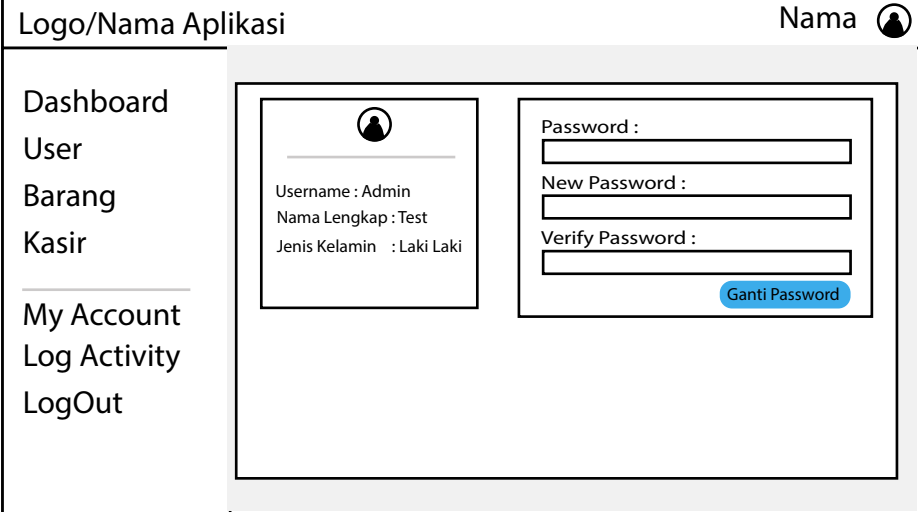 Logo/Nama Aplikasi
Nama
Dashboard
User
Barang
Kasir
My Account
Log Activity
LogOut
Username : Admin
Nama Lengkap : Test
Jenis Kelamin : Laki Laki
Password :
New Password :
Verify Password :
Ganti Password